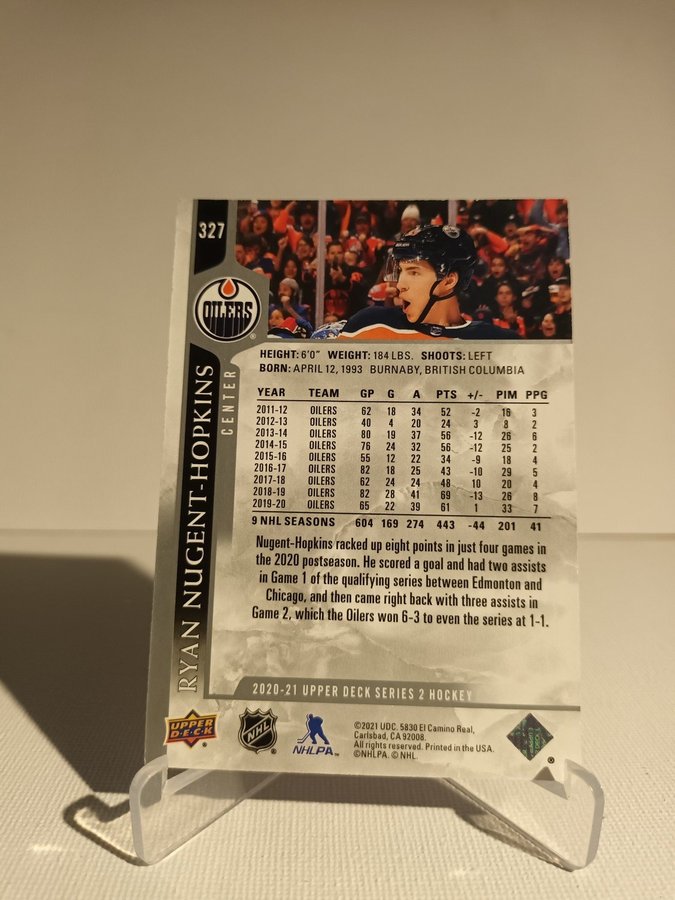 327
OILERS
RYAN NUGENT-HOPKINS
CENTER
HEIGHT: 6'0" WEIGHT: 184 LBS. SHOOTS: LEFT
BORN: APRIL 12, 1993 BURNABY, BRITISH COLUMBIA
YEAR TEAM GP G A PTS +/- PIM PPG
2011-12 OILERS 62 18 34 52 -2 16 3
2012-13 OILERS 40 4 20 24 3 8 2
2013-14 OILERS 80 19 37 56 -12 26 6
2014-15 OILERS 76 24 32 56 -12 25 2
2015-16 OILERS 55 12 22 34 -9 18 4
2016-17 OILERS 82 18 25 43 -10 29 5
2017-18 OILERS 62 24 24 48 10 20 4
2018-19 OILERS 82 28 41 69 -13 26 8
2019-20 OILERS 65 22 39 61 1 33 7
9 NHL SEASONS 604 169 274 443 -44 201 41
Nugent-Hopkins racked up eight points in just four games in
the 2020 postseason. He scored a goal and had two assists
in Game 1 of the qualifying series between Edmonton and
Chicago, and then came right back with three assists in
Game 2, which the Oilers won 6-3 to even the series at 1-1.
2020-21 UPPER DECK SERIES 2 HOCKEY
UPPER DECK
NHL
NHLPA
©2021 UDC. 5830 El Camino Real,
Carlsbad, CA 92008.
All rights reserved. Printed in the USA.
©NHLPA. © NHL.